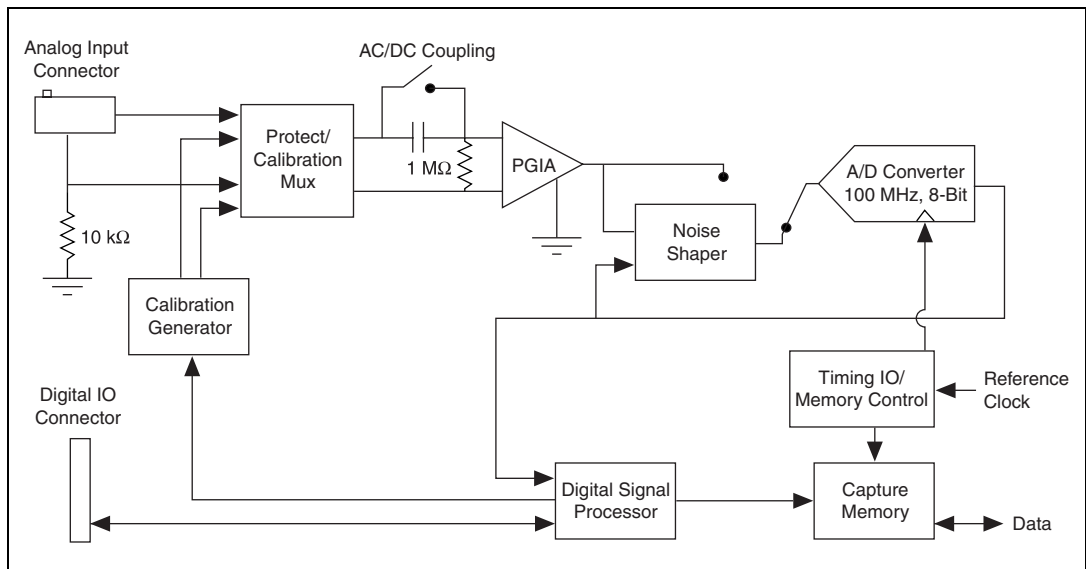 Analog Input
Connector
AC/DC Coupling
Protect/
Calibration
Mux
1 MΩ
PGIA
A/D Converter
100 MHz, 8-Bit
10 kΩ
Noise
Shaper
Calibration
Generator
Timing IO/
Memory Control
Reference
Clock
Digital IO
Connector
Digital Signal
Processor
Capture
Memory
Data